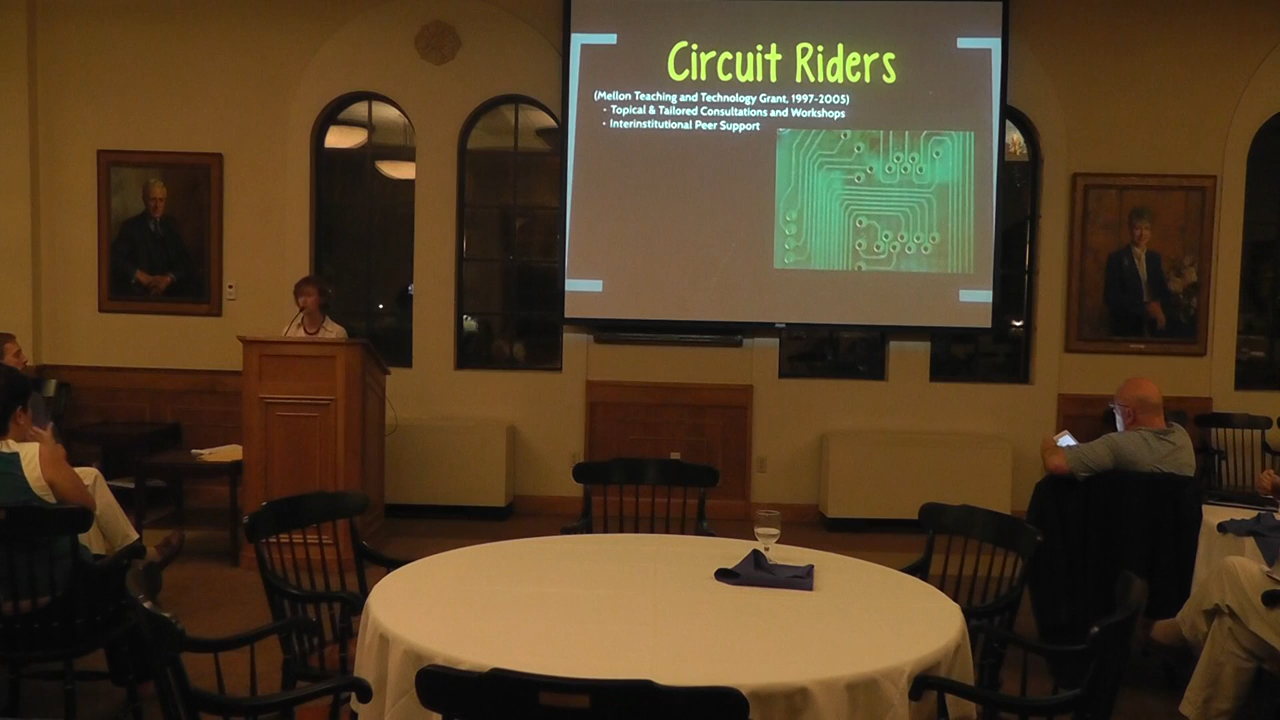 Circuit Riders
(Mellon Teaching and Technology Grant, 1997-2005)
• Topical & Tailored Consultations and Workshops
• Interinstitutional Peer Support